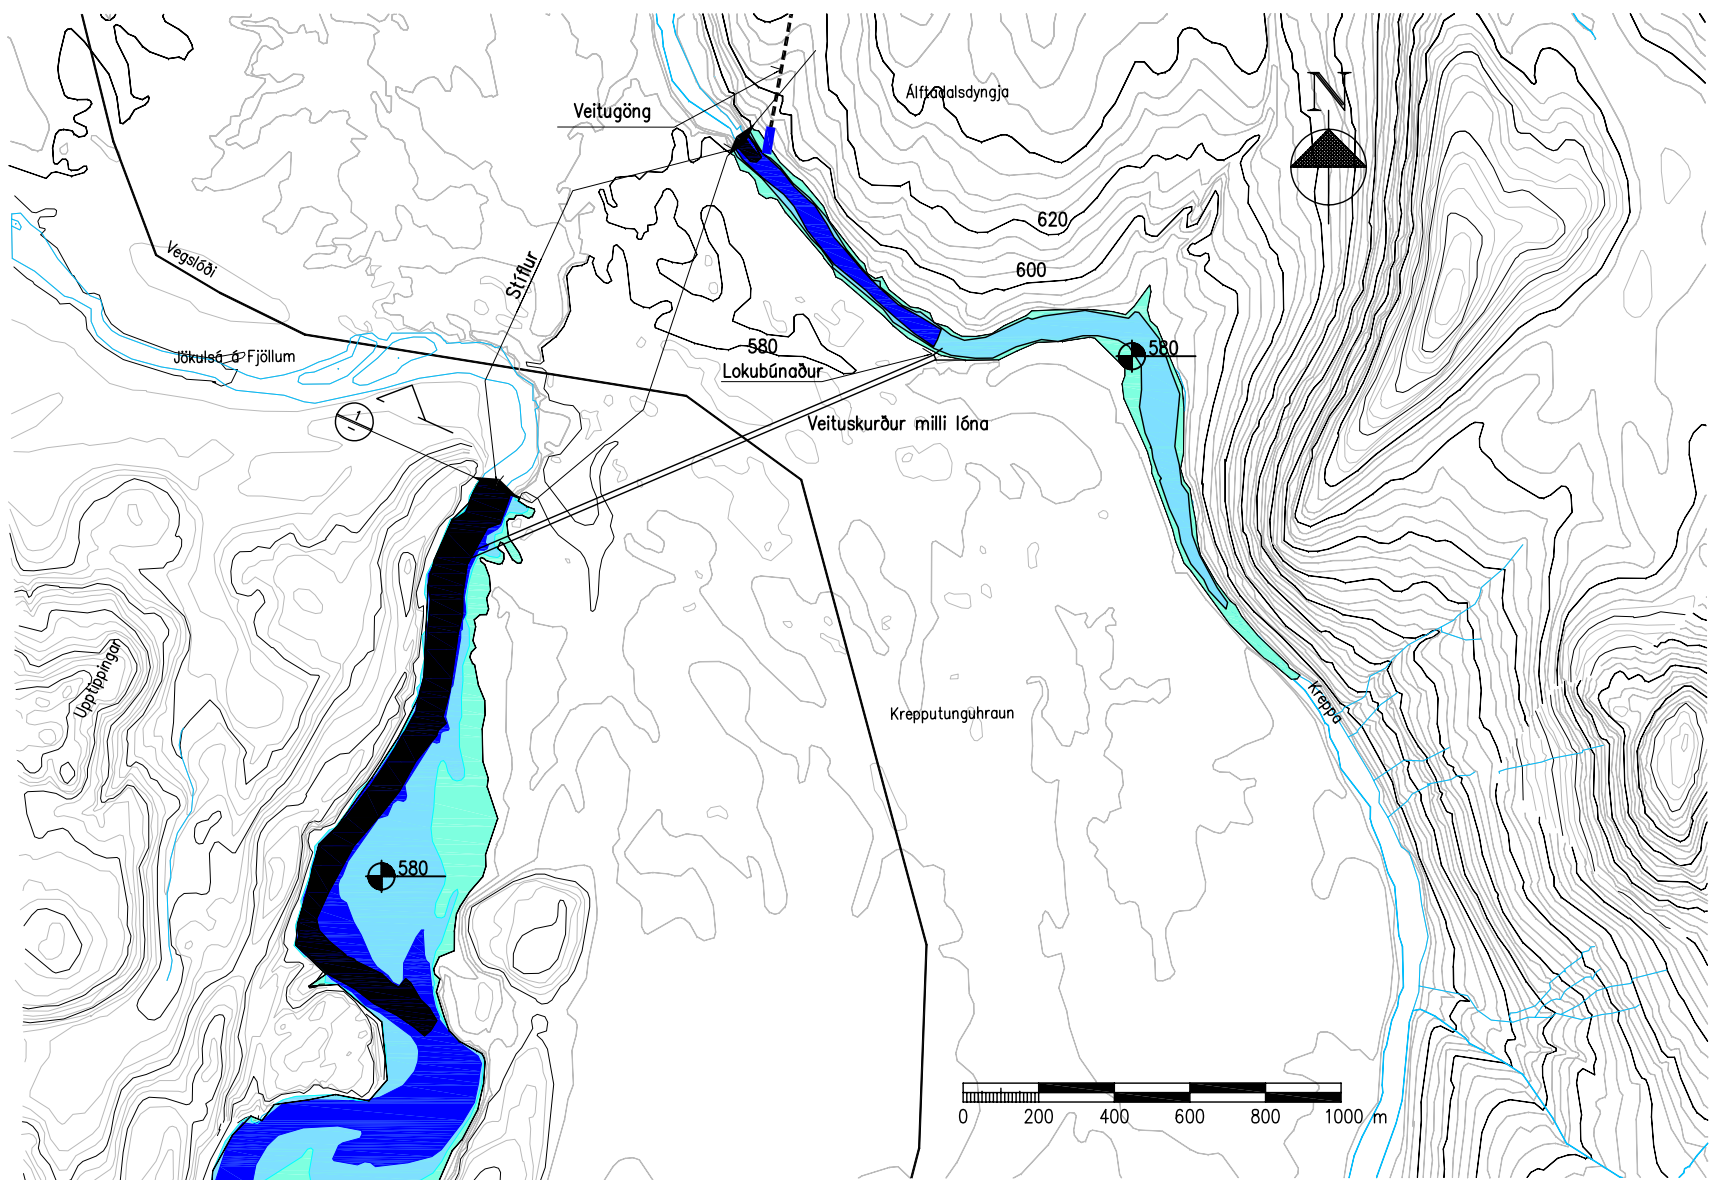 Álftadalsdyngja
N
Veitugöng
620
Vegslóði
600
Stíflur
580
580
Jökulsá á Fjöllum
Lokubúnaður
1
Veituskurður milli lóna
Upptippingar
Kreppa
Krepputunguhraun
580
0 200 400 600 800 1000 m